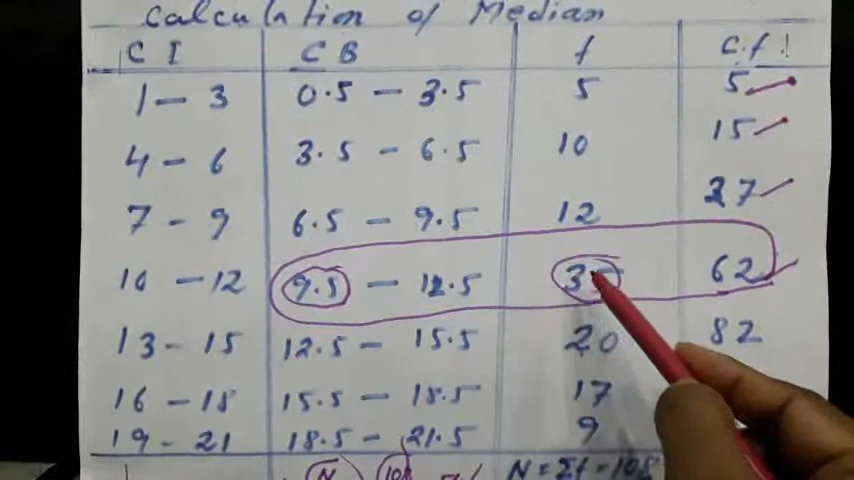 Calculation of Median
C I C B f c.f.
1 - 3 0.5 - 3.5 5 5
4 - 6 3.5 - 6.5 10 15
7 - 9 6.5 - 9.5 12 27
10 - 12 9.5 - 12.5 35 62
13 - 15 12.5 - 15.5 20 82
16 - 18 15.5 - 18.5 17
19 - 21 18.5 - 21.5 9
N 108 N = Σf = 108